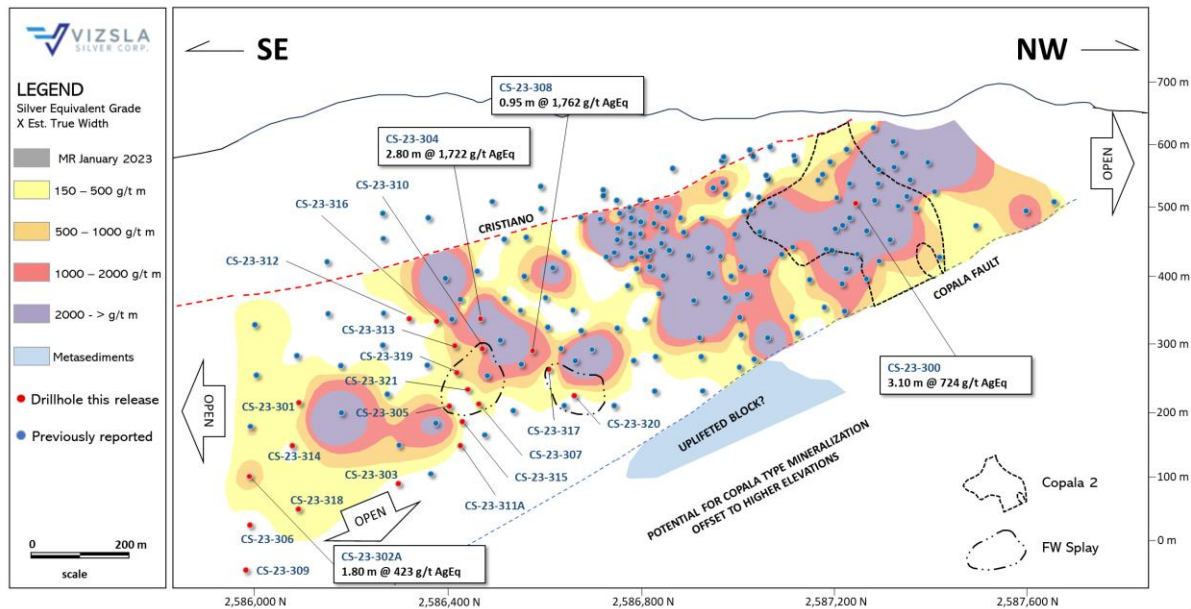 VIZSLA
SILVER CORP.
LEGEND
Silver Equivalent Grade
X Est. True Width
MR January 2023
150 – 500 g/t m
500 – 1000 g/t m
1000 – 2000 g/t m
2000 - > g/t m
Metasediments
Drillhole this release
Previously reported
0 200 m
scale
SE
NW
CS-23-308
0.95 m @ 1,762 g/t AgEq
CS-23-304
2.80 m @ 1,722 g/t AgEq
CS-23-310
CS-23-316
CS-23-312
CRISTIANO
CS-23-313
CS-23-319
CS-23-321
CS-23-301
CS-23-305
CS-23-314
CS-23-303
CS-23-318
CS-23-306
CS-23-309
CS-23-302A
1.80 m @ 423 g/t AgEq
CS-23-317
CS-23-320
CS-23-307
CS-23-315
CS-23-311A
CS-23-300
3.10 m @ 724 g/t AgEq
COPALA FAULT
UPLIFETED BLOCK?
POTENTIAL FOR COPALA TYPE MINERALIZATION
OFFSET TO HIGHER ELEVATIONS
OPEN
OPEN
OPEN
Copala 2
FW Splay
700 m
600 m
500 m
400 m
300 m
200 m
100 m
0 m
2,586,000 N
2,586,400 N
2,586,800 N
2,587,200 N
2,587,600 N